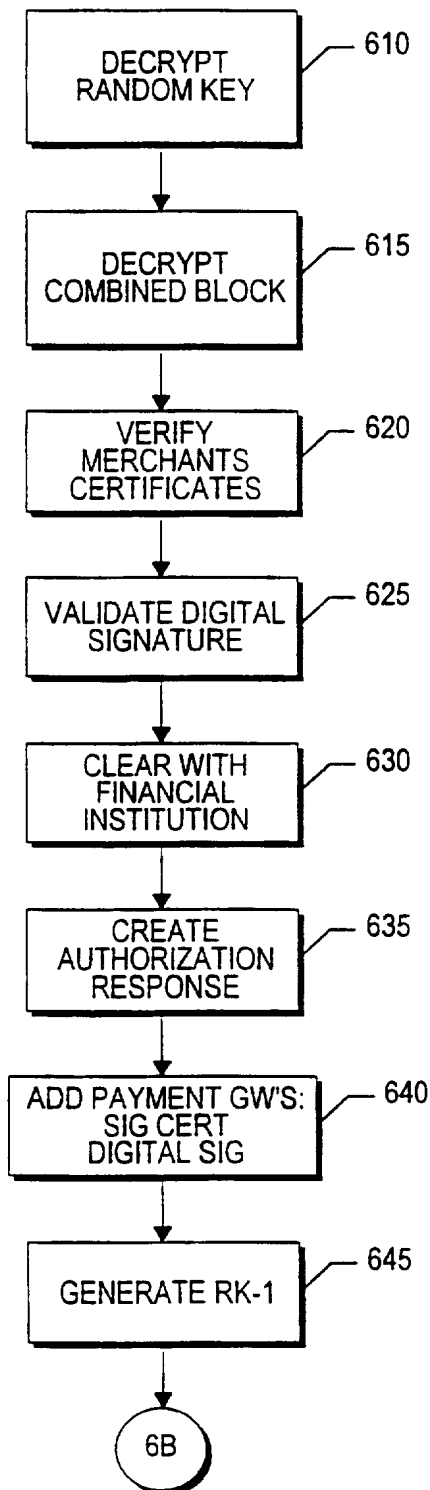 DECRYPT
RANDOM KEY
610
DECRYPT
COMBINED BLOCK
615
VERIFY
MERCHANTS
CERTIFICATES
620
VALIDATE DIGITAL
SIGNATURE
625
CLEAR WITH
FINANCIAL
INSTITUTION
630
CREATE
AUTHORIZATION
RESPONSE
635
ADD PAYMENT GW'S:
SIG CERT
DIGITAL SIG
640
GENERATE RK-1
645
6B